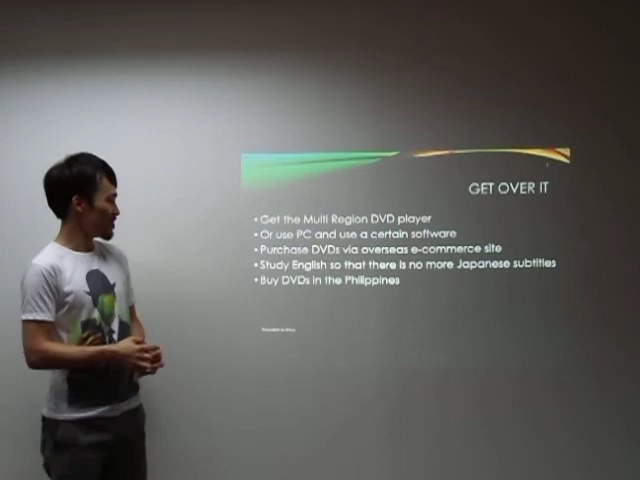 GET OVER IT
• Get the Multi Region DVD player
• Or use PC and use a certain software
• Purchase DVDs via overseas e-commerce site
• Study English so that there is no more Japanese subtitles
• Buy DVDs in the Philippines